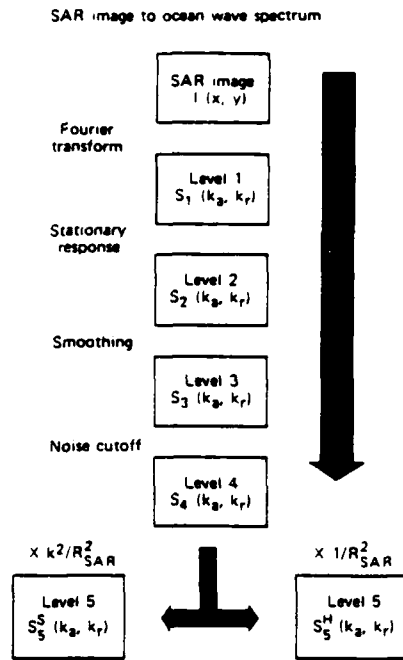 SAR image to ocean wave spectrum
SAR image
I (x, y)
Fourier
transform
Level 1
S₁ (kₐ, kᵣ)
Stationary
response
Level 2
S₂ (kₐ, kᵣ)
Smoothing
Level 3
S₃ (kₐ, kᵣ)
Noise cutoff
Level 4
S₄ (kₐ, kᵣ)
X k²/R²SAR
X 1/R²SAR
Level 5
S₅ˢ (kₐ, kᵣ)
Level 5
S₅ᴴ (kₐ, kᵣ)